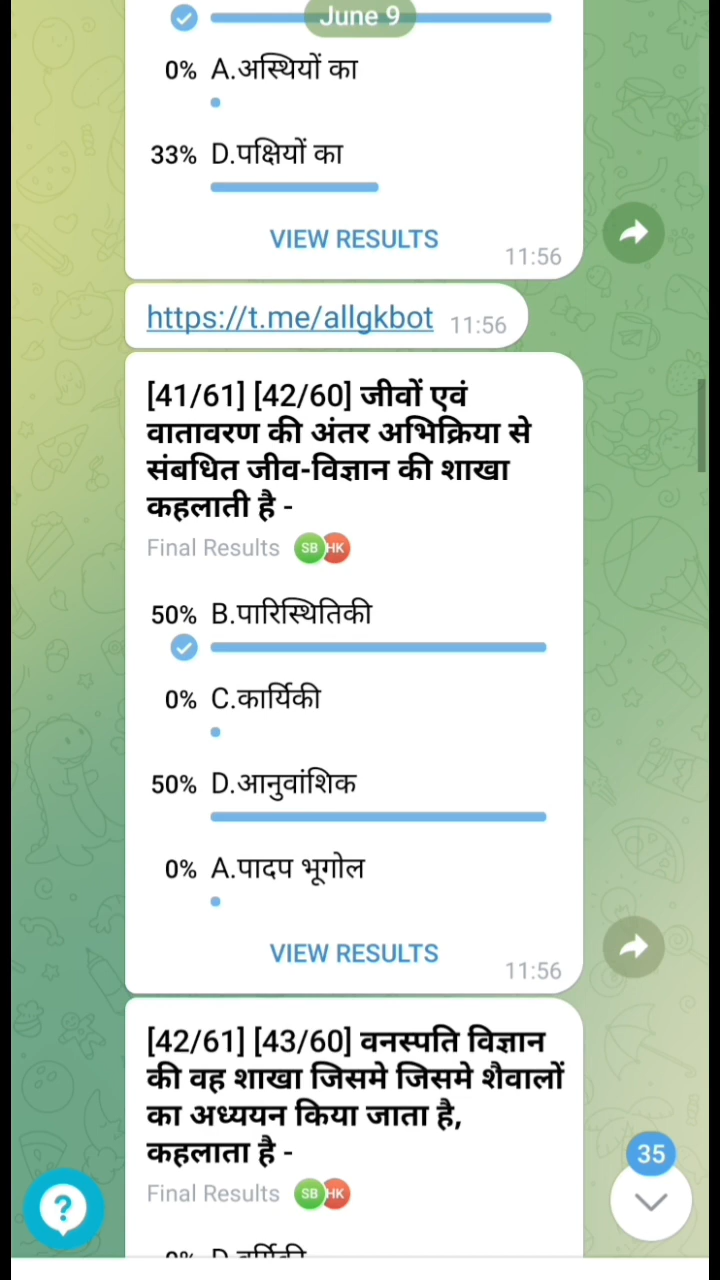 June 9
0% A.अस्थियों का
33% D.पक्षियों का
VIEW RESULTS
11:56
https://t.me/allgkbot 11:56
[41/61] [42/60] जीवों एवं
वातावरण की अंतर अभिक्रिया से
संबधित जीव-विज्ञान की शाखा
कहलाती है -
Final Results SB HK
50% B.पारिस्थितिकी
0% C.कार्यिकी
50% D.आनुवांशिक
0% A.पादप भूगोल
VIEW RESULTS
11:56
[42/61] [43/60] वनस्पति विज्ञान
की वह शाखा जिसमे जिसमे शैवालों
का अध्ययन किया जाता है,
कहलाता है -
Final Results SB HK
35
?
0% D.